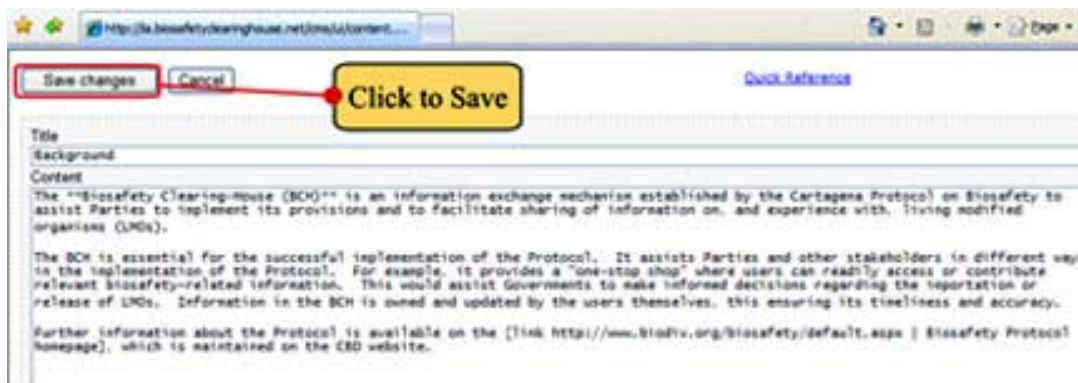 http://la.biosafetyclearinghouse.net/cms/ui/content....
Page
Save changes Cancel
Click to Save
Quick Reference
Title
Background
Content
The **Biosafety Clearing-House (BCH)** is an information exchange mechanism established by the Cartagena Protocol on Biosafety to
assist Parties to implement its provisions and to facilitate sharing of information on, and experience with, living modified
organisms (LMOs).
The BCH is essential for the successful implementation of the Protocol. It assists Parties and other stakeholders in different way
in the implementation of the Protocol. For example, it provides a "one-stop shop" where users can readily access or contribute
relevant biosafety-related information. This would assist Governments to make informed decisions regarding the importation or
release of LMOs. Information in the BCH is owned and updated by the users themselves, this ensuring its timeliness and accuracy.
Further information about the Protocol is available on the [link http://www.biodiv.org/biosafety/default.aspx | Biosafety Protocol
homepage], which is maintained on the CBD website.